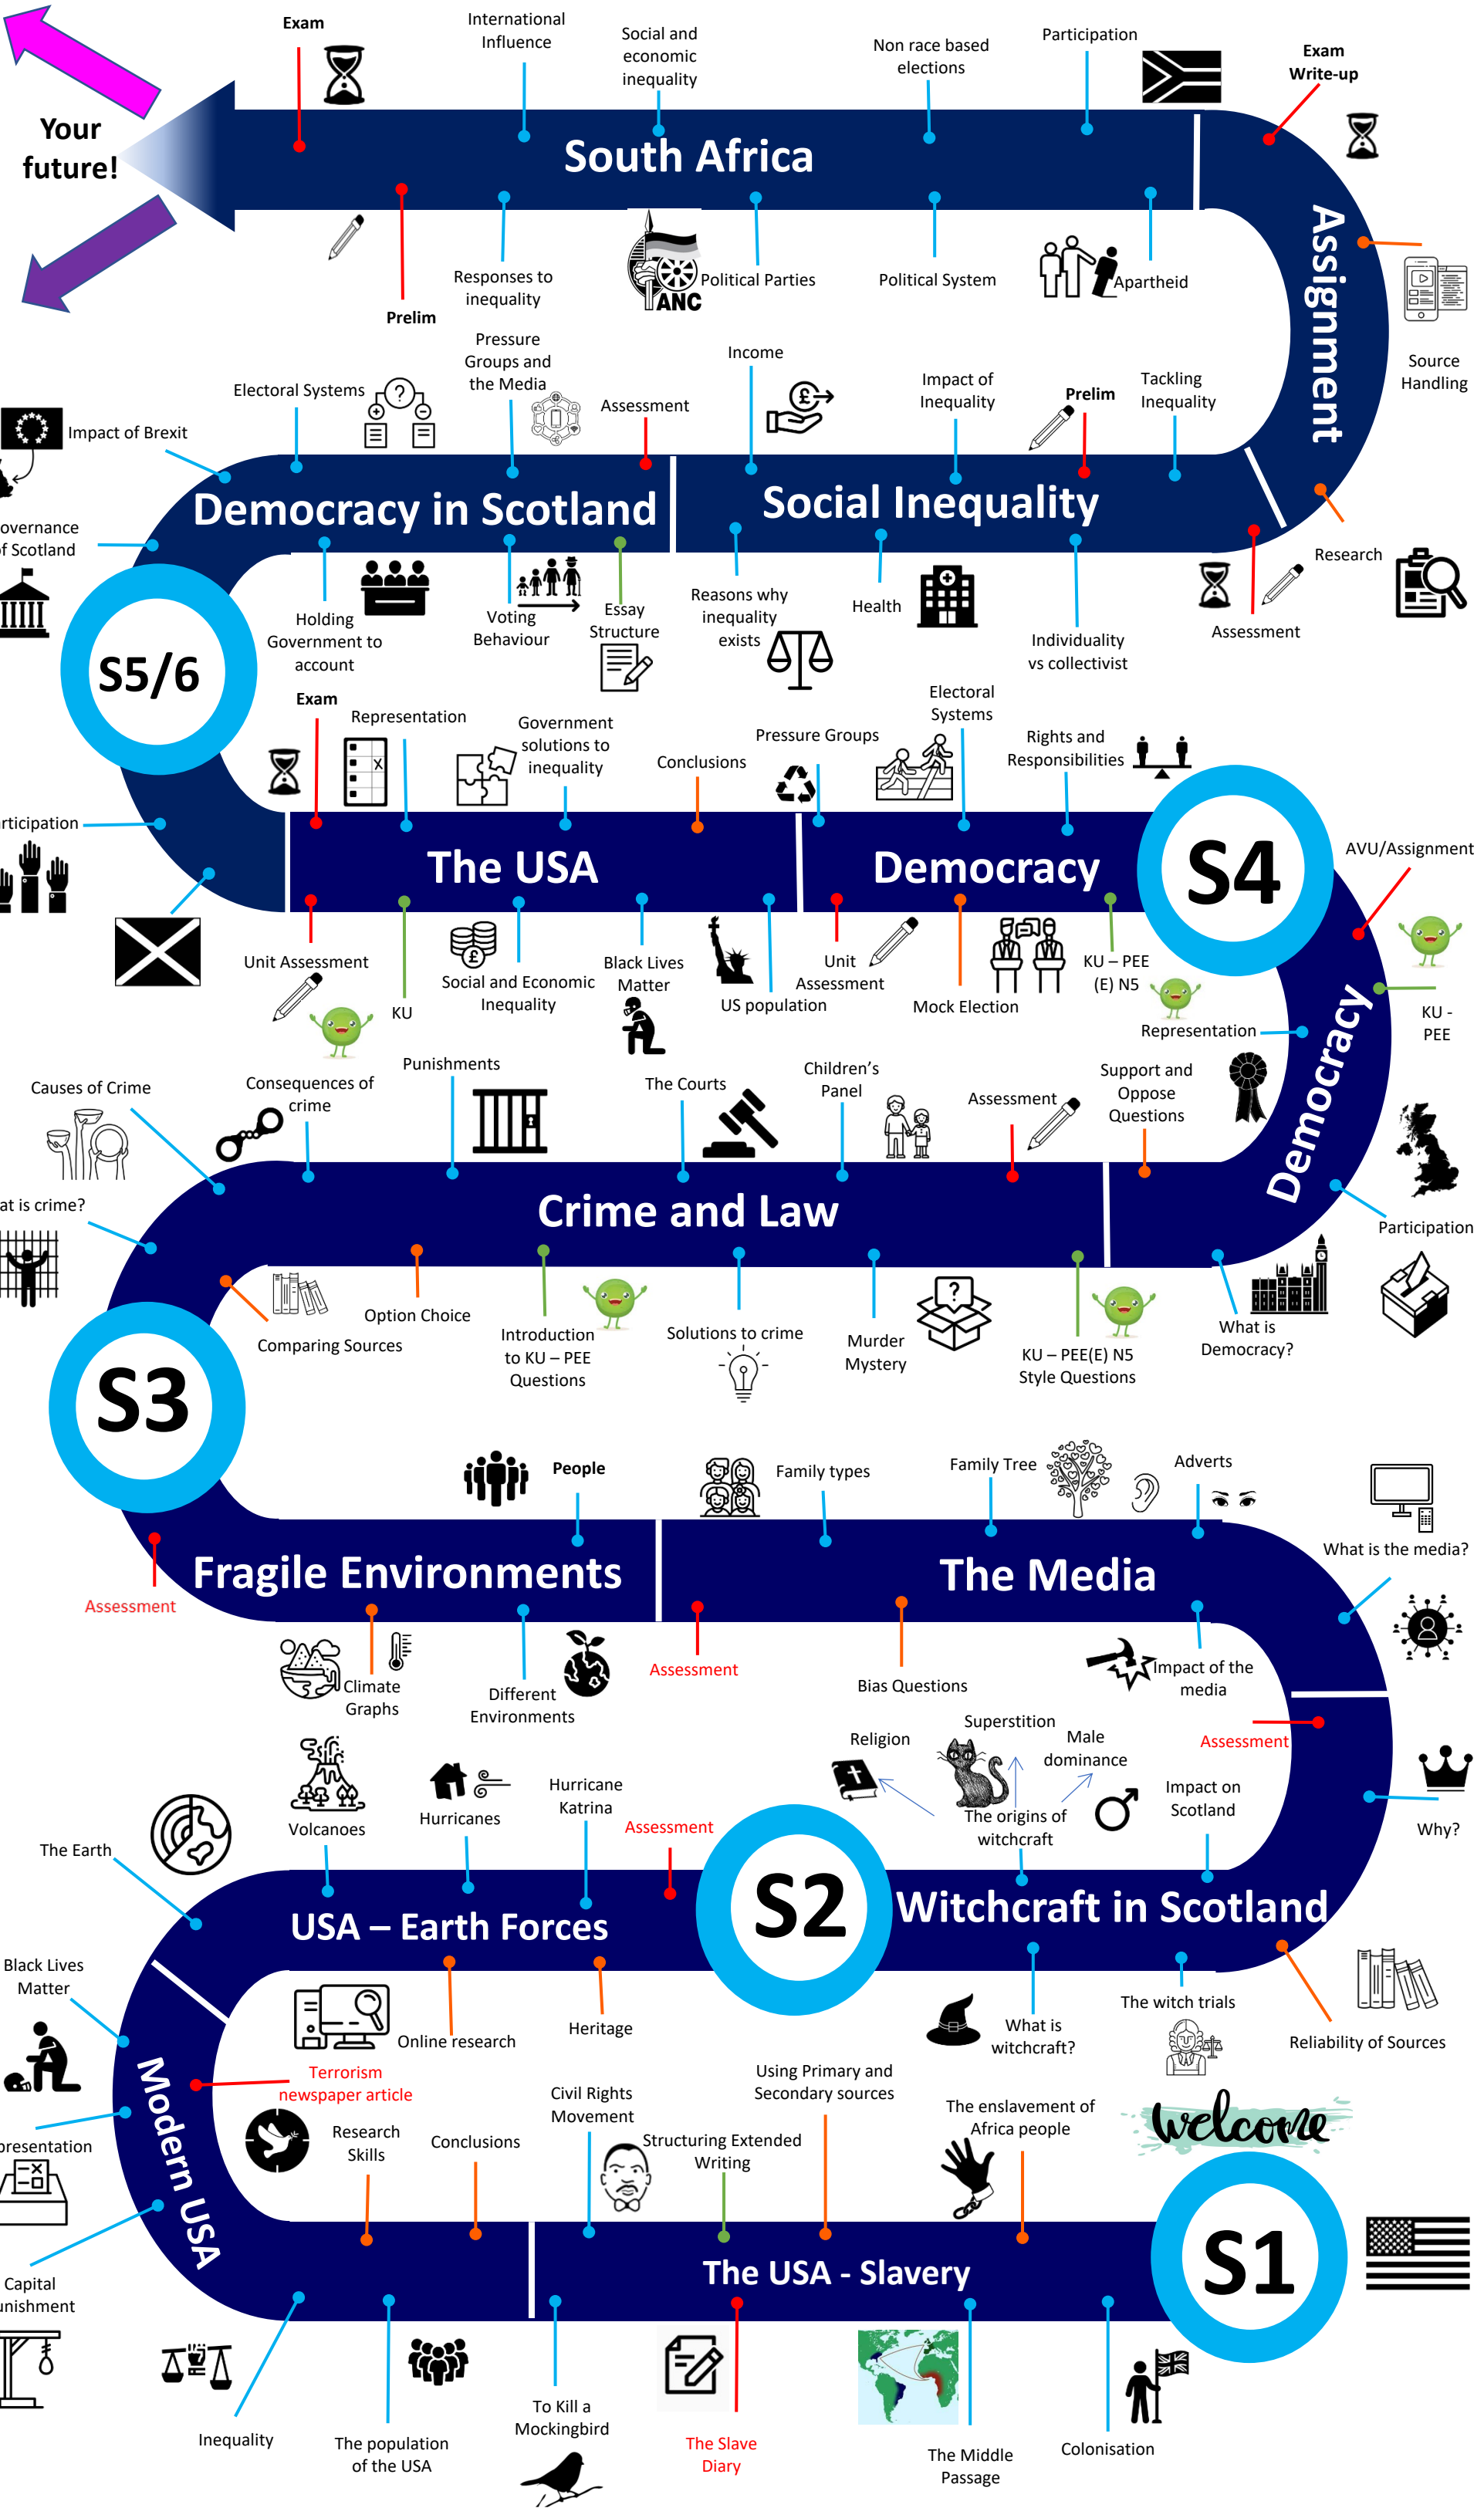 Exam
International
Influence
Social and
economic
inequality
Non race based
elections
Participation
Exam
Write-up
Your
future!
South Africa
Assignment
Prelim
Responses to
inequality
ANC
Political Parties
Political System
Apartheid
Source
Handling
Pressure
Groups and
the Media
Electoral Systems
Assessment
Income
Impact of
Inequality
Prelim
Tackling
Inequality
Impact of Brexit
overnance
of Scotland
Democracy in Scotland
Social Inequality
Research
Holding
Government to
account
Voting
Behaviour
Essay
Structure
Reasons why
inequality
exists
Health
Individuality
vs collectivist
Assessment
S5/6
Exam
Representation
Government
solutions to
inequality
Conclusions
Pressure Groups
Electoral
Systems
Rights and
Responsibilities
rticipation
The USA
Democracy
S4
AVU/Assignment
Unit Assessment
KU
Social and Economic
Inequality
Black Lives
Matter
US population
Unit
Assessment
Mock Election
KU – PEE
(E) N5
KU -
PEE
Representation
Democracy
Causes of Crime
Consequences of
crime
Punishments
The Courts
Children's
Panel
Assessment
Support and
Oppose
Questions
at is crime?
Crime and Law
Participation
Comparing Sources
Option Choice
Introduction
to KU – PEE
Questions
Solutions to crime
Murder
Mystery
KU – PEE(E) N5
Style Questions
What is
Democracy?
S3
People
Family types
Family Tree
Adverts
What is the media?
Fragile Environments
The Media
Assessment
Climate
Graphs
Different
Environments
Assessment
Bias Questions
Impact of the
media
Assessment
Religion
Superstition
Male
dominance
The origins of
witchcraft
Impact on
Scotland
Why?
The Earth
Volcanoes
Hurricanes
Hurricane
Katrina
Assessment
USA – Earth Forces
S2
Witchcraft in Scotland
Black Lives
Matter
Online research
Heritage
What is
witchcraft?
The witch trials
Reliability of Sources
Terrorism
newspaper article
Modern USA
presentation
Research
Skills
Conclusions
Civil Rights
Movement
Structuring Extended
Writing
Using Primary and
Secondary sources
The enslavement of
Africa people
welcome
The USA - Slavery
S1
Capital
unishment
Inequality
The population
of the USA
To Kill a
Mockingbird
The Slave
Diary
The Middle
Passage
Colonisation